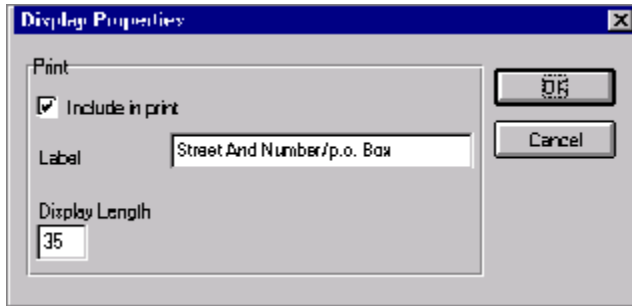 Display Properties
Print
Include in print
OK
Label
Street And Number/p.o. Box
Cancel
Display Length
35